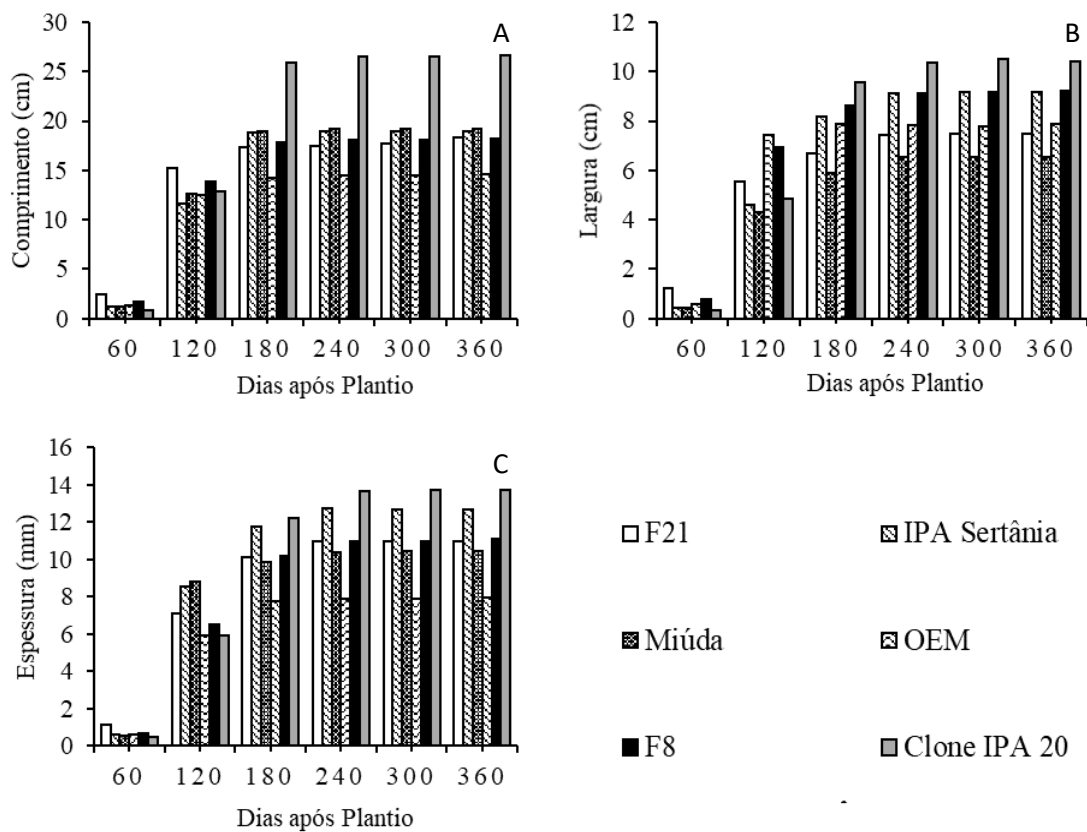 A
Comprimento (cm)
30
25
20
15
10
5
0
60 120 180 240 300 360
Dias após Plantio
B
Largura (cm)
12
10
8
6
4
2
0
60 120 180 240 300 360
Dias após Plantio
C
Espessura (mm)
16
14
12
10
8
6
4
2
0
60 120 180 240 300 360
Dias após Plantio
F21
IPA Sertânia
Miúda
OEM
F8
Clone IPA 20